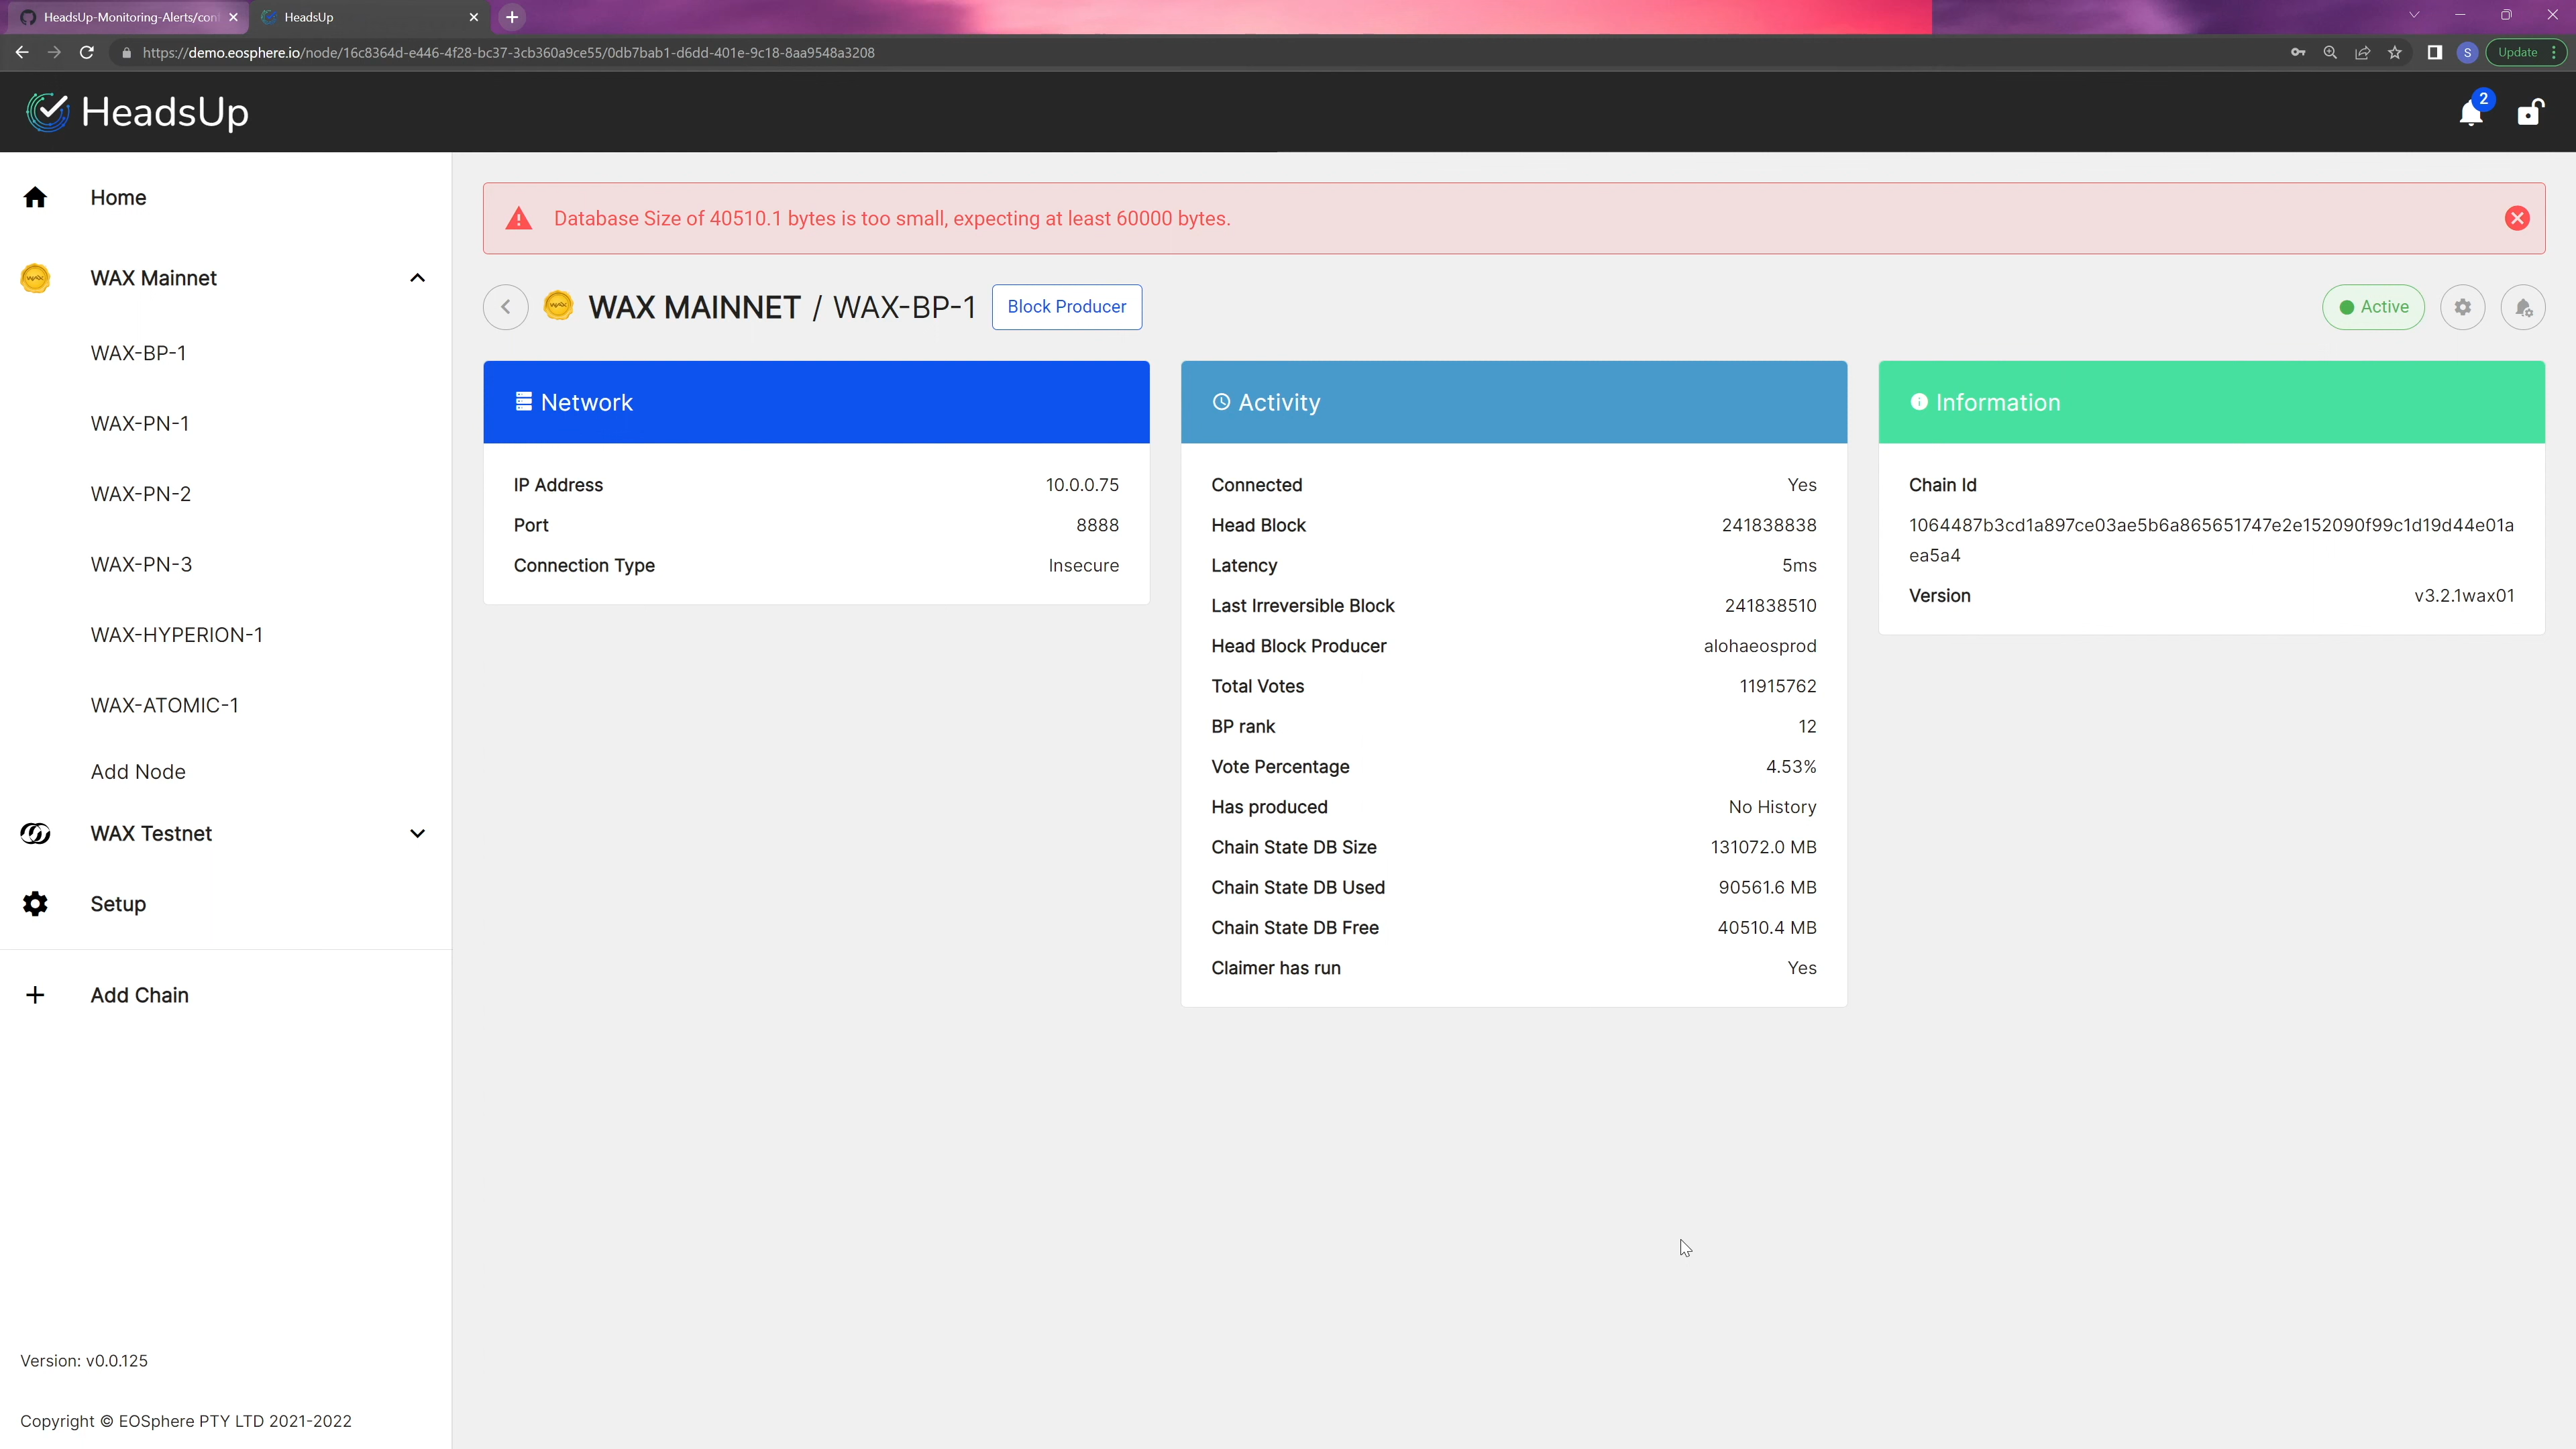 HeadsUp-Monitoring-Alerts/con
HeadsUp
https://demo.eosphere.io/node/16c8364d-e446-4f28-bc37-3cb360a9ce55/0db7bab1-d6dd-401e-9c18-8aa9548a3208
S
Update
HeadsUp
2
Home
WAX Mainnet
WAX-BP-1
WAX-PN-1
WAX-PN-2
WAX-PN-3
WAX-HYPERION-1
WAX-ATOMIC-1
Add Node
WAX Testnet
Setup
Add Chain
Version: v0.0.125
Copyright © EOSphere PTY LTD 2021-2022
Database Size of 40510.1 bytes is too small, expecting at least 60000 bytes.
WAX MAINNET / WAX-BP-1 Block Producer
Active
Network
IP Address 10.0.0.75
Port 8888
Connection Type Insecure
Activity
Connected Yes
Head Block 241838838
Latency 5ms
Last Irreversible Block 241838510
Head Block Producer alohaeosprod
Total Votes 11915762
BP rank 12
Vote Percentage 4.53%
Has produced No History
Chain State DB Size 131072.0 MB
Chain State DB Used 90561.6 MB
Chain State DB Free 40510.4 MB
Claimer has run Yes
Information
Chain Id
1064487b3cd1a897ce03ae5b6a865651747e2e152090f99c1d19d44e01a
ea5a4
Version v3.2.1wax01